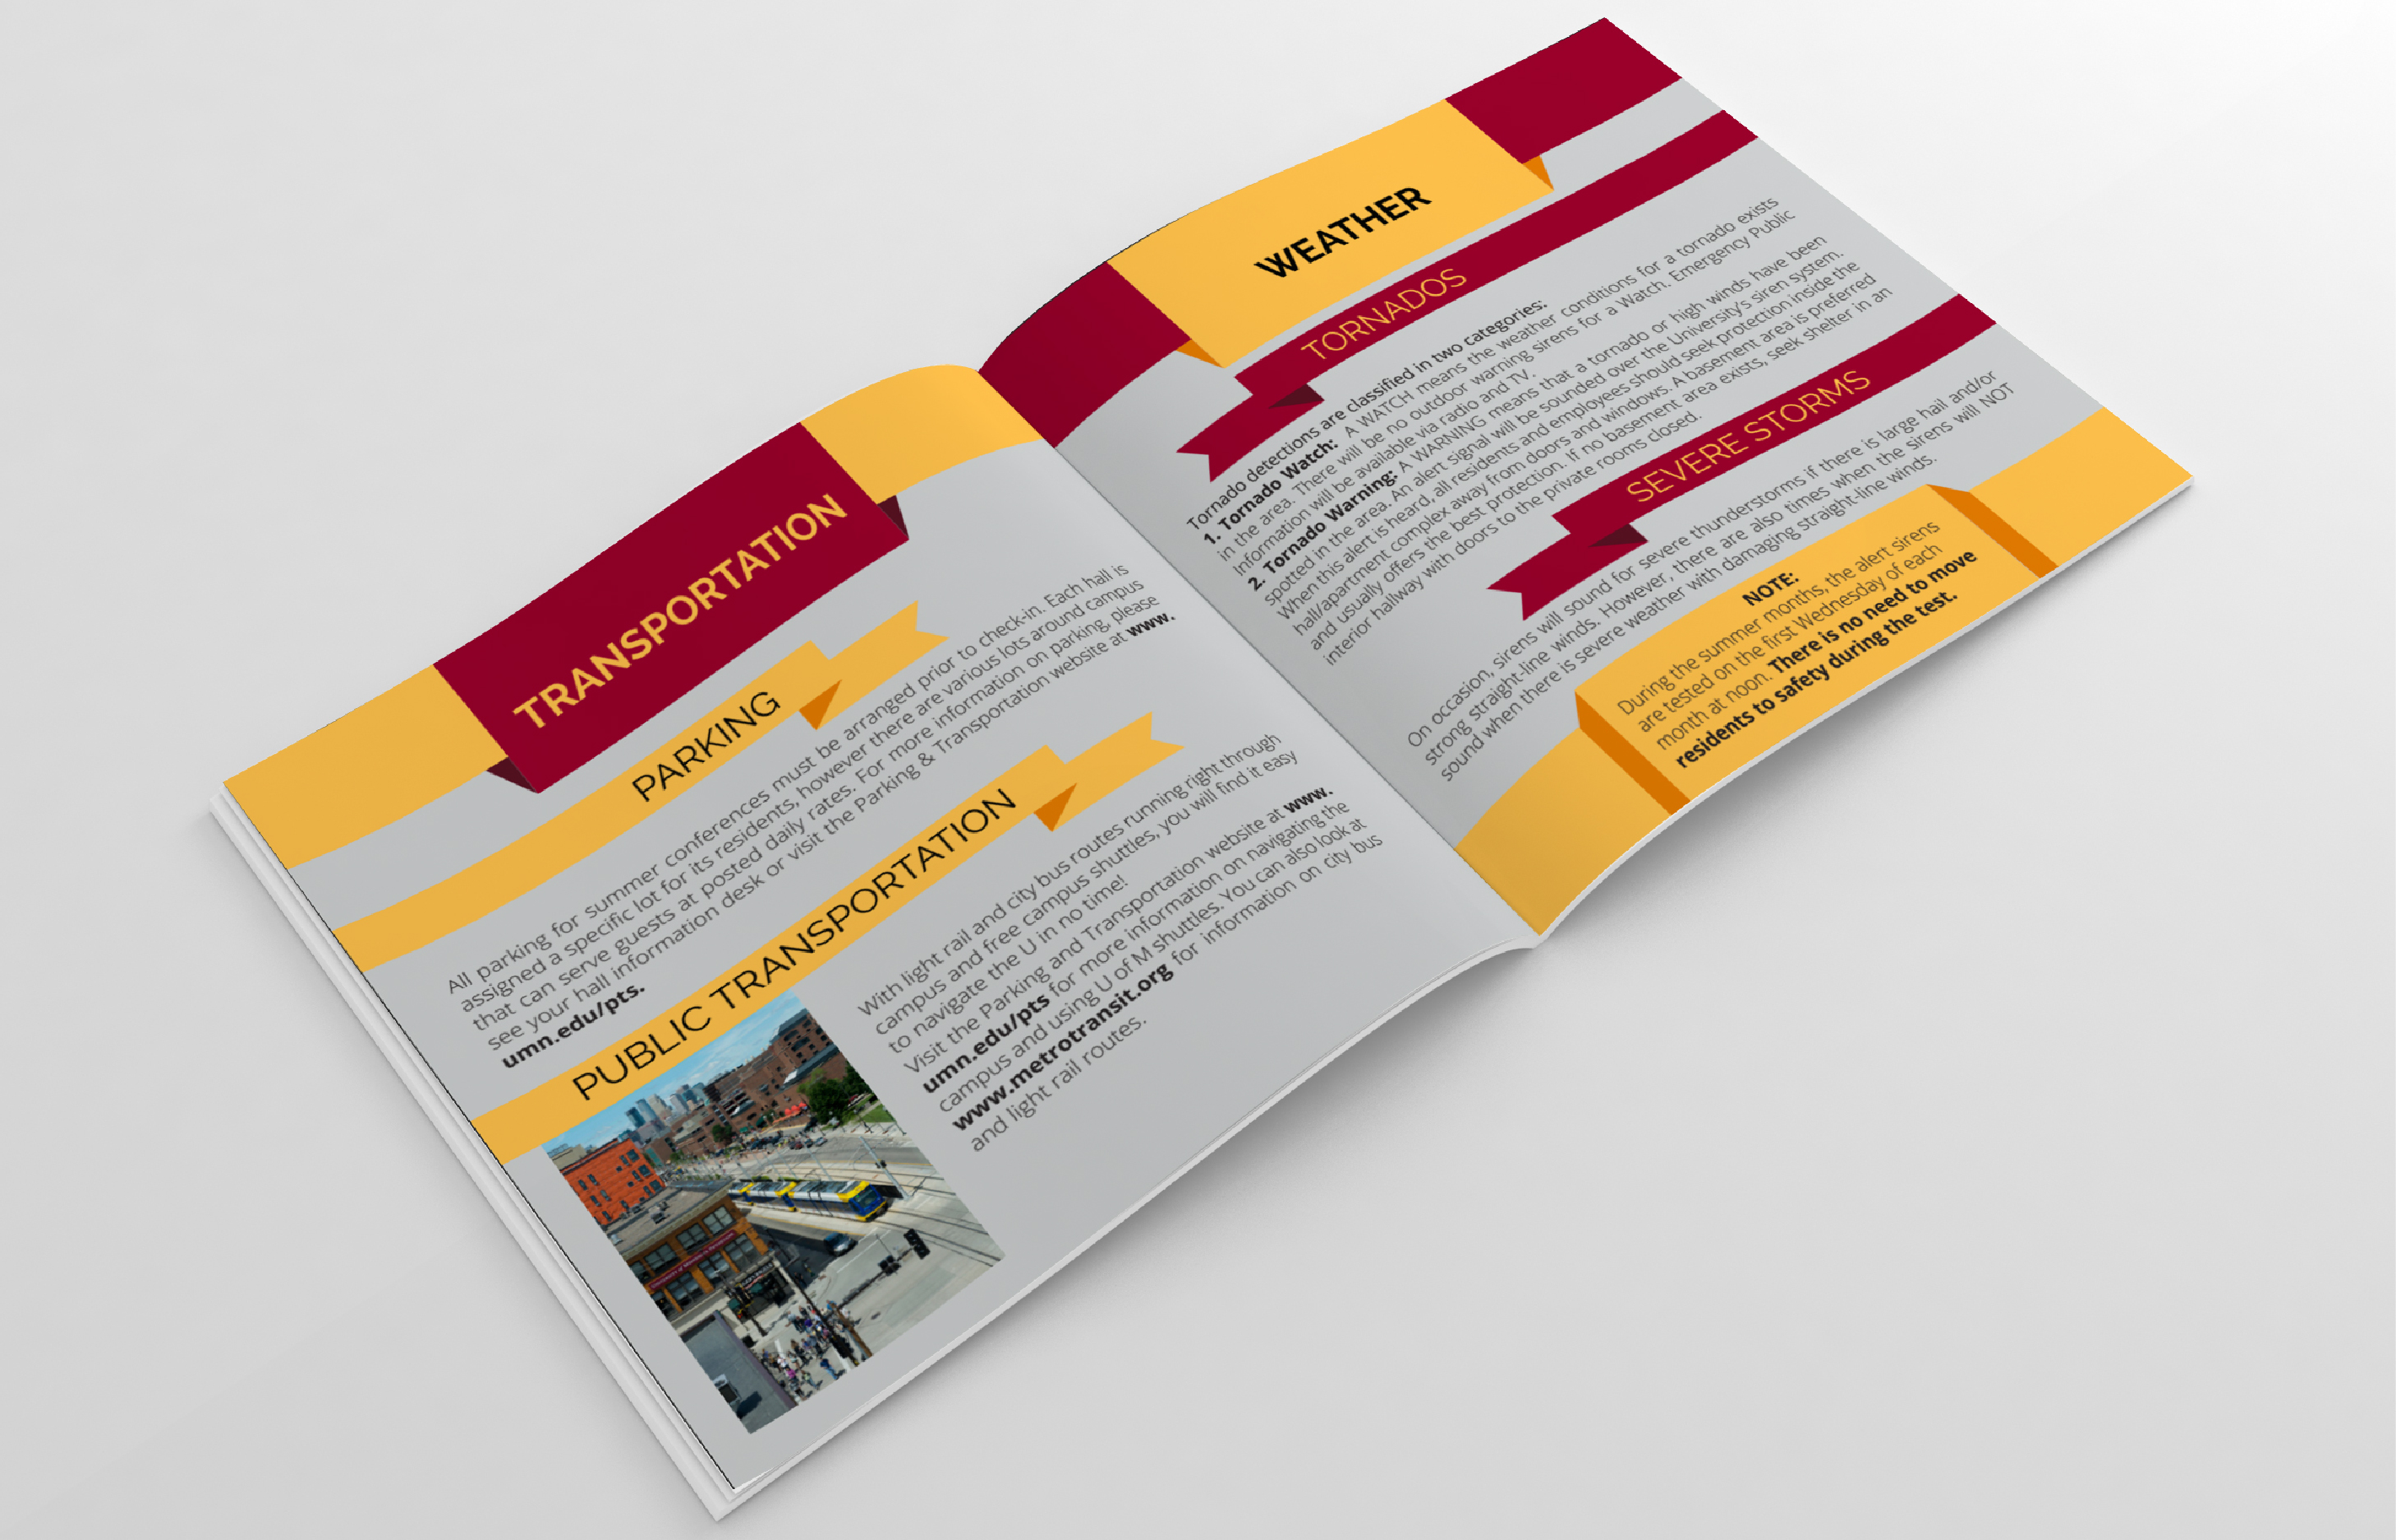 TRANSPORTATION
PARKING
All parking for summer conferences must be arranged prior to check-in. Each hall is
assigned a specific lot for its residents, however there are various lots around campus
that can serve guests at posted daily rates. For more information on parking, please
see your hall information desk or visit the Parking & Transportation website at www.
umn.edu/pts.
PUBLIC TRANSPORTATION
With light rail and city bus routes running right through
campus and free campus shuttles, you will find it easy
to navigate the U in no time!
Visit the Parking and Transportation website at www.
umn.edu/pts for more information on navigating the
campus and using U of M shuttles. You can also look at
www.metrotransit.org for information on city bus
and light rail routes.
WEATHER
TORNADOS
Tornado detections are classified in two categories:
1. Tornado Watch: A WATCH means the weather conditions for a tornado exists
in the area. There will be no outdoor warning sirens for a Watch. Emergency Public
Information will be available via radio and TV.
2. Tornado Warning: A WARNING means that a tornado or high winds have been
spotted in the area. An alert signal will be sounded over the University's siren system.
When this alert is heard, all residents and employees should seek protection inside the
hall/apartment complex away from doors and windows. A basement area is preferred
and usually offers the best protection. If no basement area exists, seek shelter in an
interior hallway with doors to the private rooms closed.
SEVERE STORMS
On occasion, sirens will sound for severe thunderstorms if there is large hail and/or
strong straight-line winds. However, there are also times when the sirens will NOT
sound when there is severe weather with damaging straight-line winds.
NOTE:
During the summer months, the alert sirens
are tested on the first Wednesday of each
month at noon. There is no need to move
residents to safety during the test.